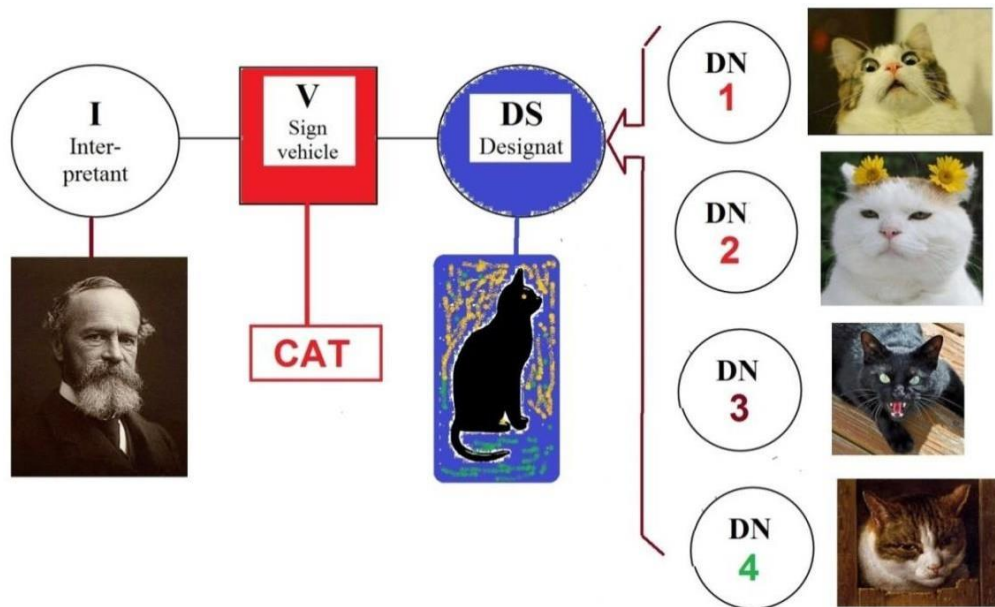 I
Inter-
pretant
V
Sign
vehicle
CAT
DS
Designat
DN
1
DN
2
DN
3
DN
4